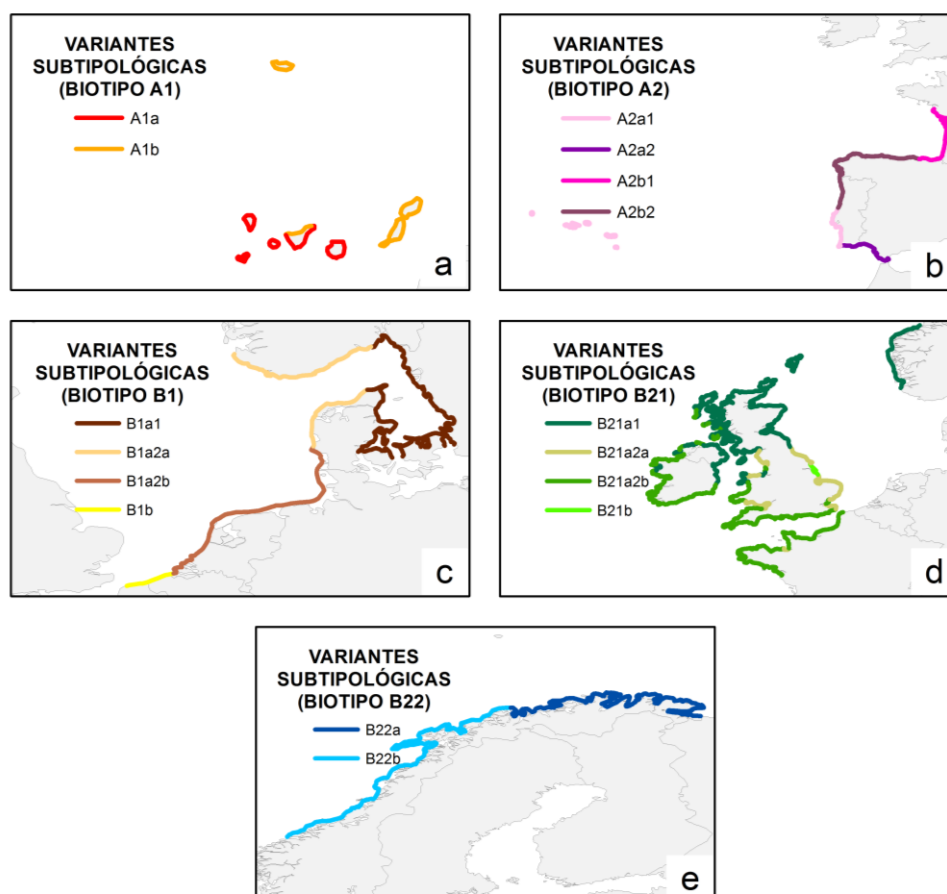 VARIANTES
SUBTIPOLÓGICAS
(BIOTIPO A1)
A1a
A1b
a
VARIANTES
SUBTIPOLÓGICAS
(BIOTIPO A2)
A2a1
A2a2
A2b1
A2b2
b
VARIANTES
SUBTIPOLÓGICAS
(BIOTIPO B1)
B1a1
B1a2a
B1a2b
B1b
c
VARIANTES
SUBTIPOLÓGICAS
(BIOTIPO B21)
B21a1
B21a2a
B21a2b
B21b
d
VARIANTES
SUBTIPOLÓGICAS
(BIOTIPO B22)
B22a
B22b
e